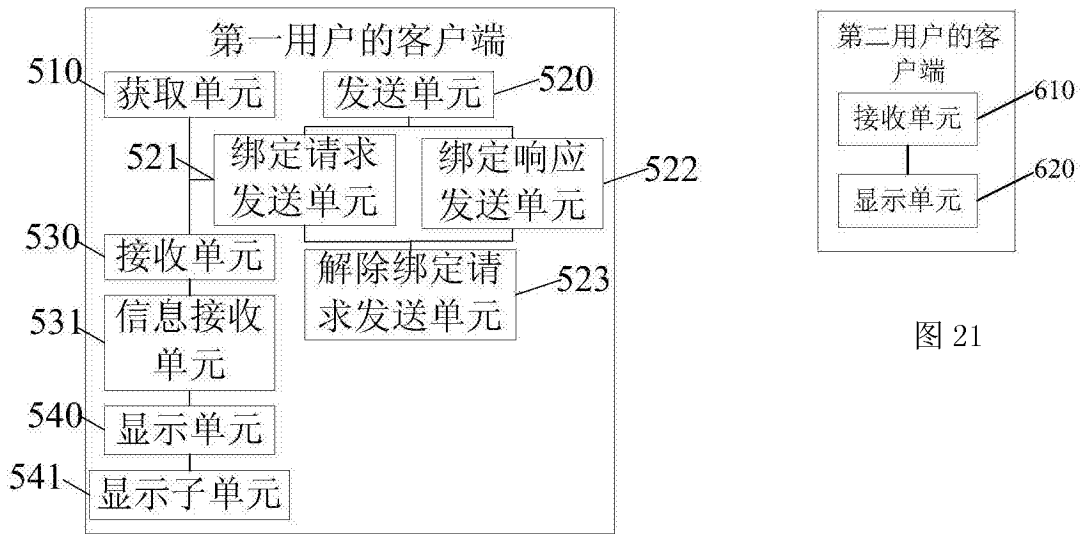 第一用户的客户端
510
获取单元
发送单元
520
521
绑定请求
发送单元
绑定响应
发送单元
522
530
接收单元
解除绑定请
求发送单元
523
531
信息接收
单元
540
显示单元
541
显示子单元
第二用户的客
户端
接收单元
610
显示单元
620
图 21